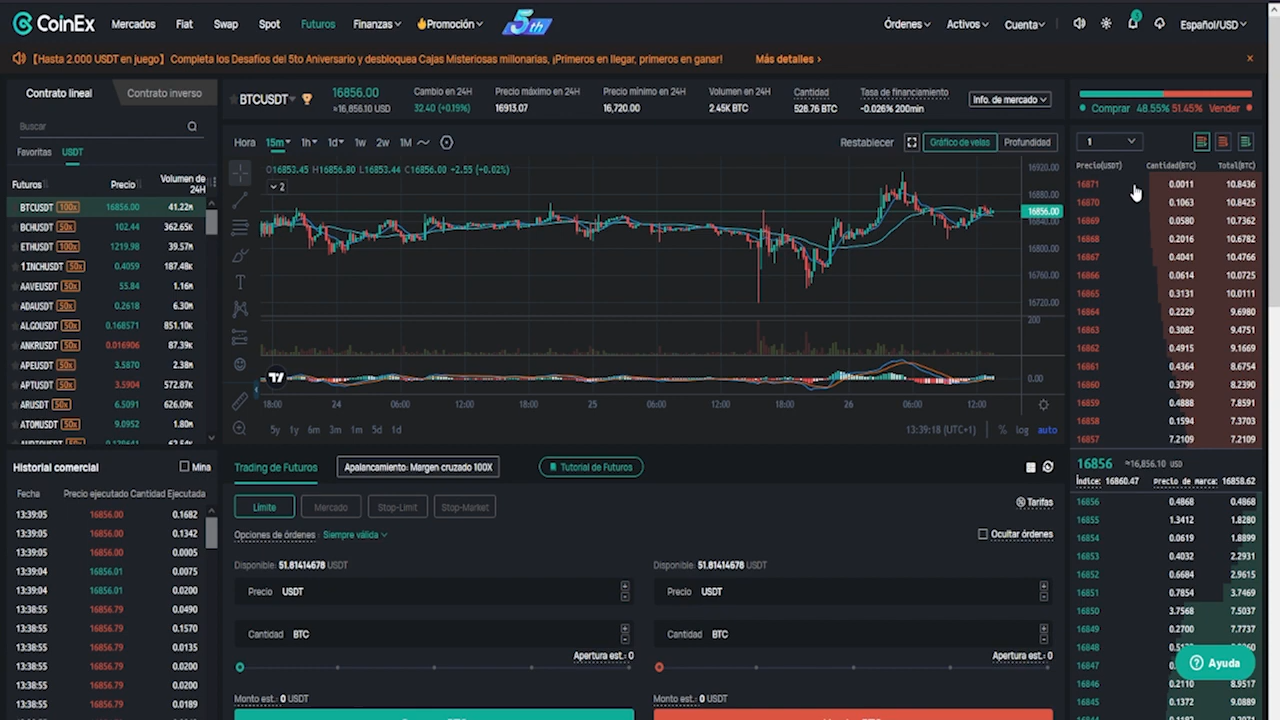 CoinEx Mercados Fiat Swap Spot Futuros Finanzas Promoción 5th Órdenes Activos Cuenta 5 Español/USD
【Hasta 2.000 USDT en juego】 Completa los Desafíos del 5to Aniversario y desbloquea Cajas Misteriosas millonarias, ¡Primeros en llegar, primeros en ganar! Más detalles ›
Contrato lineal Contrato inverso
Buscar
Favoritas USDT
Futuros Precio Volumen de 24H
BTCUSDT 100x 16856.00 41.22M
BCHUSDT 50x 102.44 362.65K
ETHUSDT 100x 1219.98 39.57M
1INCHUSDT 50x 0.4059 187.48K
AAVEUSDT 50x 55.84 1.16M
ADAUSDT 50x 0.2618 6.30M
ALGOUSDT 50x 0.168571 851.10K
ANKRUSDT 50x 0.016906 87.39K
APEUSDT 50x 3.5870 2.38M
APTUSDT 50x 3.5904 572.87K
ARUSDT 50x 6.5091 626.09K
ATOMUSDT 50x 9.0952 1.80M
BTCUSDT
16856.00
≈16,856.10 USD
Cambio en 24H
32.40 (+0.19%)
Precio máximo en 24H
16913.07
Precio mínimo en 24H
16,720.00
Volumen en 24H
2.45K BTC
Cantidad
528.76 BTC
Tasa de financiamiento
-0.026% 200min
Info. de mercado
Hora 15m 1h 1d 1w 2w 1M Restablecer Gráfico de velas Profundidad
O16853.45 H16856.80 L16853.44 C16856.00 -2.55 (+0.02%)
2
16920.00
16880.00
16856.00
16840.00
16800.00
16760.00
16720.00
200
0.00
18:00 24 06:00 12:00 18:00 25 06:00 12:00 18:00 26 06:00 12:00
5y 1y 6m 3m 1m 5d 1d 13:39:18 (UTC+1) % log auto
Comprar 48.55% 51.45% Vender
1
Precio(USDT) Cantidad(BTC) Total(BTC)
16871 0.0011 10.8436
16870 0.1063 10.8425
16869 0.0580 10.7362
16868 0.2016 10.6782
16867 0.4041 10.4766
16866 0.0614 10.0725
16865 0.3131 10.0111
16864 0.2229 9.6980
16863 0.3082 9.4751
16862 0.4915 9.1669
16861 0.4364 8.6754
16860 0.3799 8.2390
16859 0.4888 7.8591
16858 0.1594 7.3703
16857 7.2109 7.2109
16856 ≈16,856.10 USD
Índice: 16860.47 Precio de marca: 16858.62
16856 0.4868 0.4868
16855 1.3412 1.8280
16854 0.0619 1.8899
16853 0.4032 2.2931
16852 0.6684 2.9615
16851 0.7854 3.7469
16850 3.7568 7.5037
16849 0.2700 7.7737
16848
16847
16846 0.2110 8.9517
16845 0.1372 9.0889
Ayuda
Historial comercial Mina
Fecha Precio ejecutado Cantidad Ejecutada
13:39:05 16856.00 0.1682
13:39:05 16856.00 0.1342
13:39:05 16856.00 0.0005
13:39:04 16856.01 0.0075
13:39:04 16856.01 0.0200
13:38:55 16856.79 0.0490
13:38:55 16856.79 0.1570
13:38:55 16856.79 0.0135
13:38:55 16856.79 0.0200
13:38:55 16856.79 0.0200
13:38:55 16856.79 0.0189
Trading de Futuros Apalancamiento: Margen cruzado 100X Tutorial de Futuros
Límite Mercado Stop-Limit Stop-Market Tarifas
Opciones de órdenes Siempre válida Ocultar órdenes
Disponible: 51.81414678 USDT Disponible: 51.81414678 USDT
Precio USDT Precio USDT
Cantidad BTC Cantidad BTC
Apertura est.: 0 Apertura est.: 0
Monto est.: 0 USDT Monto est.: 0 USDT